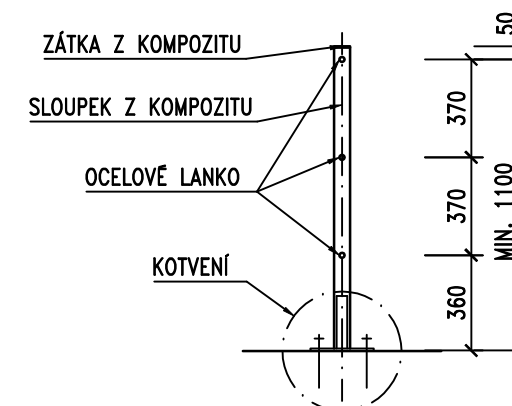 ZÁTKA Z KOMPOZITU
50
SLOUPEK Z KOMPOZITU
370
OCELOVÉ LANKO
370
MIN. 1100
KOTVENÍ
360